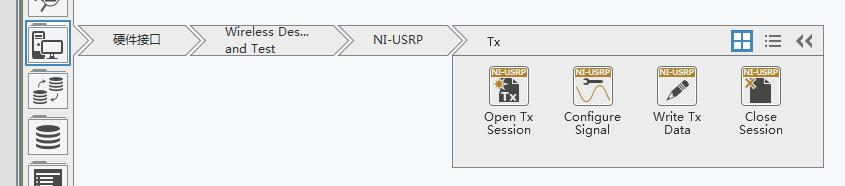 硬件接口
Wireless Des...
and Test
NI-USRP
Tx
NI-USRP
Tx
Open Tx
Session
NI-USRP
Configure
Signal
NI-USRP
Write Tx
Data
NI-USRP
Close
Session